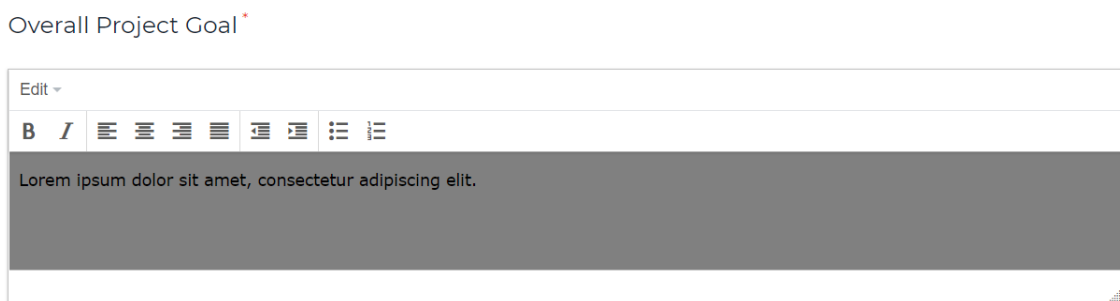 Overall Project Goal *
Edit
B I
Lorem ipsum dolor sit amet, consectetur adipiscing elit.